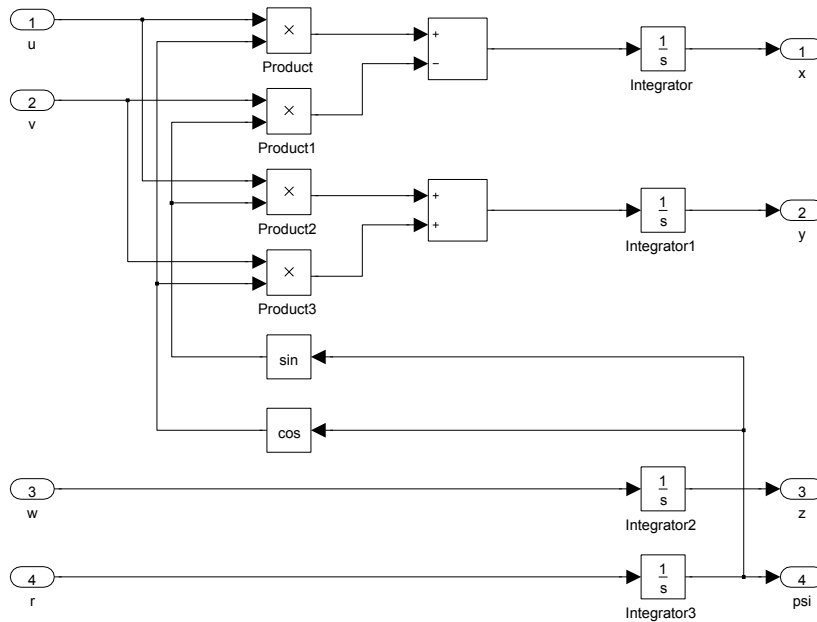 1
u
×
Product
+
−
1
s
Integrator
1
x
2
v
×
Product1
×
Product2
+
+
1
s
Integrator1
2
y
×
Product3
sin
cos
3
w
1
s
Integrator2
3
z
4
r
1
s
Integrator3
4
psi